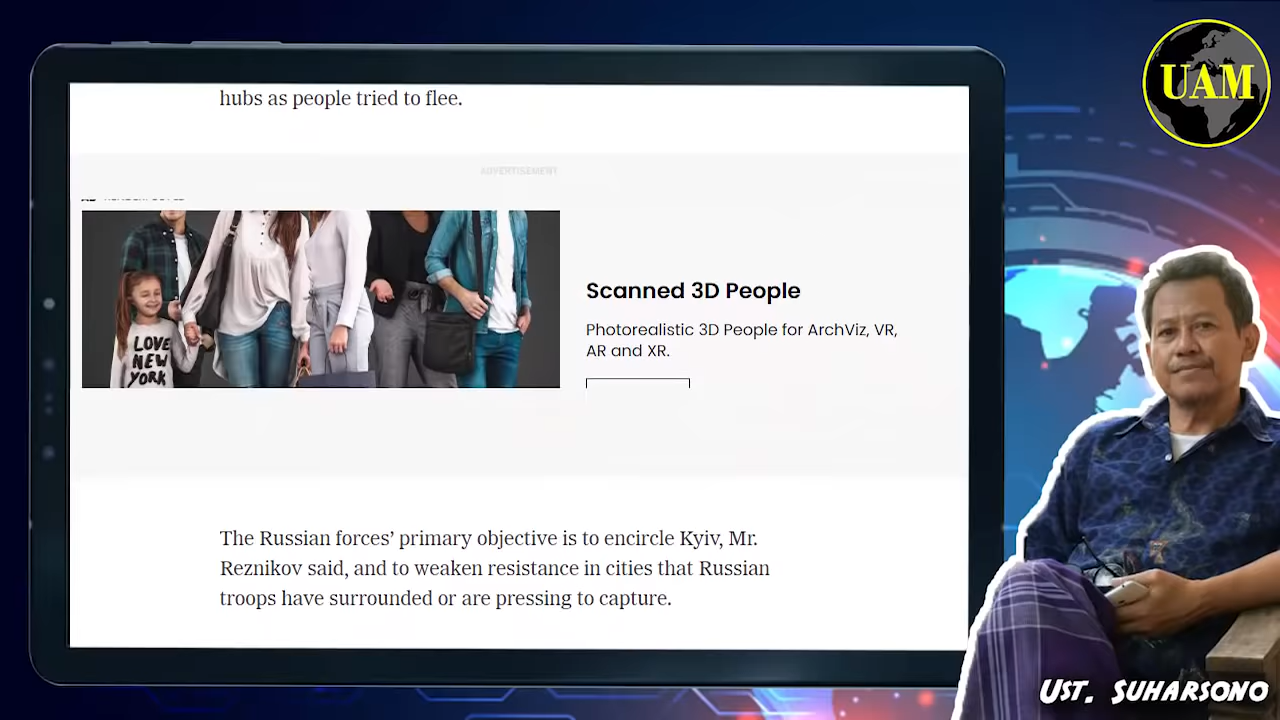 hubs as people tried to flee.
UAM
ADVERTISEMENT
LOVE
NEW
YORK
Scanned 3D People
Photorealistic 3D People for ArchViz, VR,
AR and XR.
The Russian forces’ primary objective is to encircle Kyiv, Mr.
Reznikov said, and to weaken resistance in cities that Russian
troops have surrounded or are pressing to capture.
UST. SUHARSONO